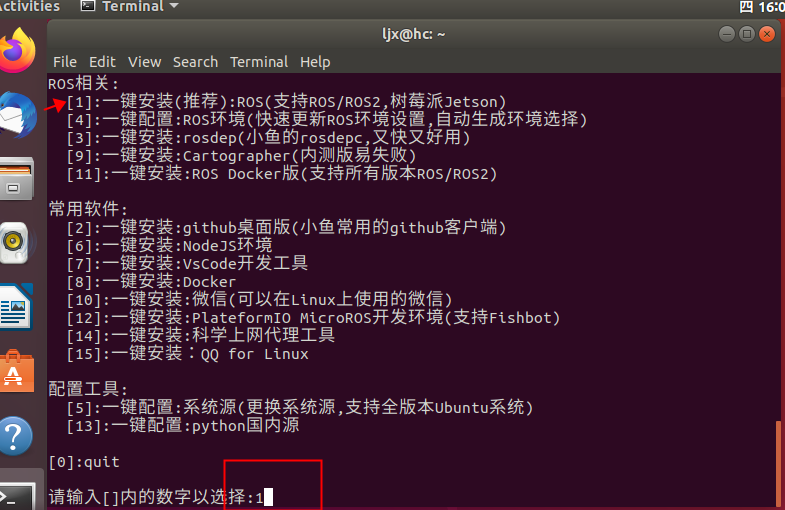 ctivities Terminal 四 16:0
ljx@hc: ~
File Edit View Search Terminal Help
ROS相关:
[1]:一键安装(推荐):ROS(支持ROS/ROS2,树莓派Jetson)
[4]:一键配置:ROS环境(快速更新ROS环境设置,自动生成环境选择)
[3]:一键安装:rosdep(小鱼的rosdepc,又快又好用)
[9]:一键安装:Cartographer(内测版易失败)
[11]:一键安装:ROS Docker版(支持所有版本ROS/ROS2)
常用软件:
[2]:一键安装:github桌面版(小鱼常用的github客户端)
[6]:一键安装:NodeJS环境
[7]:一键安装:VsCode开发工具
[8]:一键安装:Docker
[10]:一键安装:微信(可以在Linux上使用的微信)
[12]:一键安装:PlateformIO MicroROS开发环境(支持Fishbot)
[14]:一键安装:科学上网代理工具
[15]:一键安装：QQ for Linux
配置工具:
[5]:一键配置:系统源(更换系统源,支持全版本Ubuntu系统)
[13]:一键配置:python国内源
[0]:quit
请输入[]内的数字以选择:1